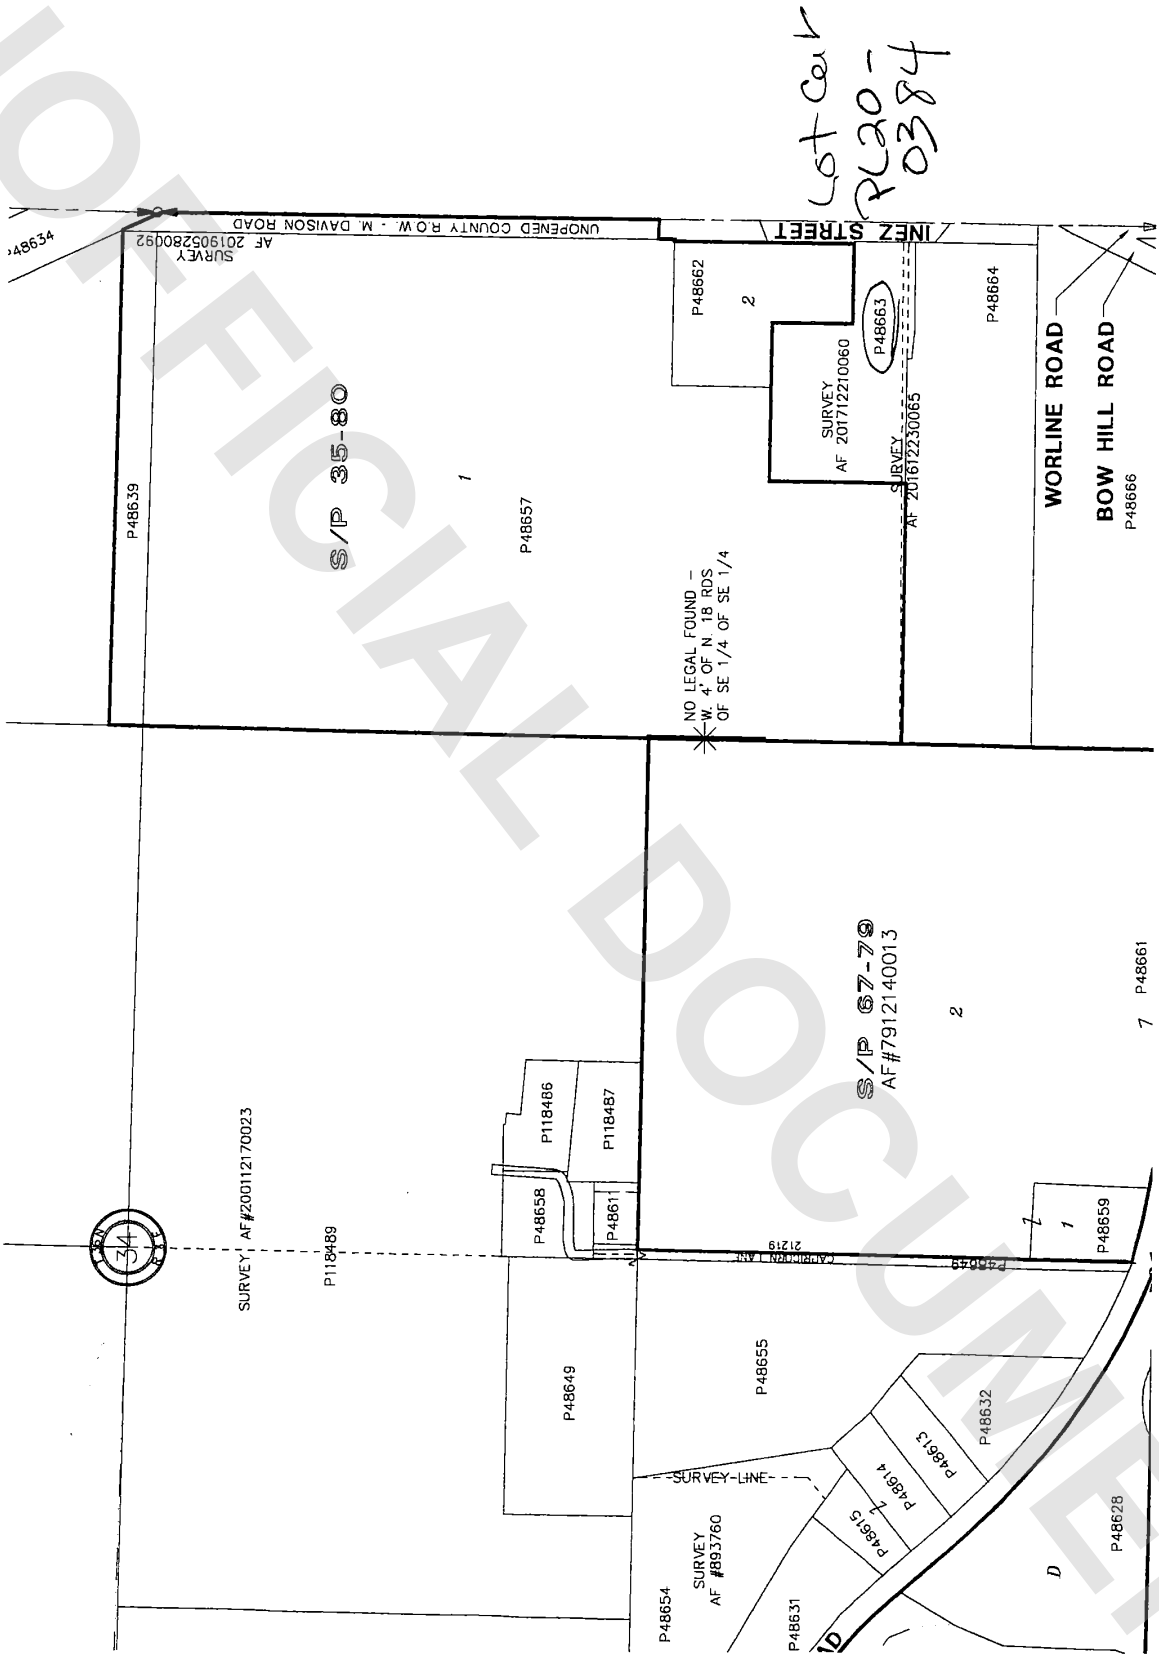 Lot Cert
PL20-
0384
P48634
SURVEY
AF 201905280092
UNOPENED COUNTY R.O.W. - M. DAVISON ROAD
INEZ STREET
P48639
S/P 35-80
1
P48657
P48662
2
SURVEY
AF 201712210060
P48663
P48664
SURVEY
AF 201612230065
WORLINE ROAD
BOW HILL ROAD
P48666
NO LEGAL FOUND -
W. 4' OF N. 18 RDS
OF SE 1/4 OF SE 1/4
34
SURVEY AF#200112170023
P118489
P118486
P118487
P48658
P48611
S/P 67-79
AF#7912140013
2
P48661
7
CAPRICORN LANE
21219
P48649
2
1
P48659
P48649
P48655
SURVEY-LINE
P48654
SURVEY
AF #893760
P48615
Z
P48614
P48613
P48632
P48631
D
P48628
UNOFFICIAL DOCUMENT